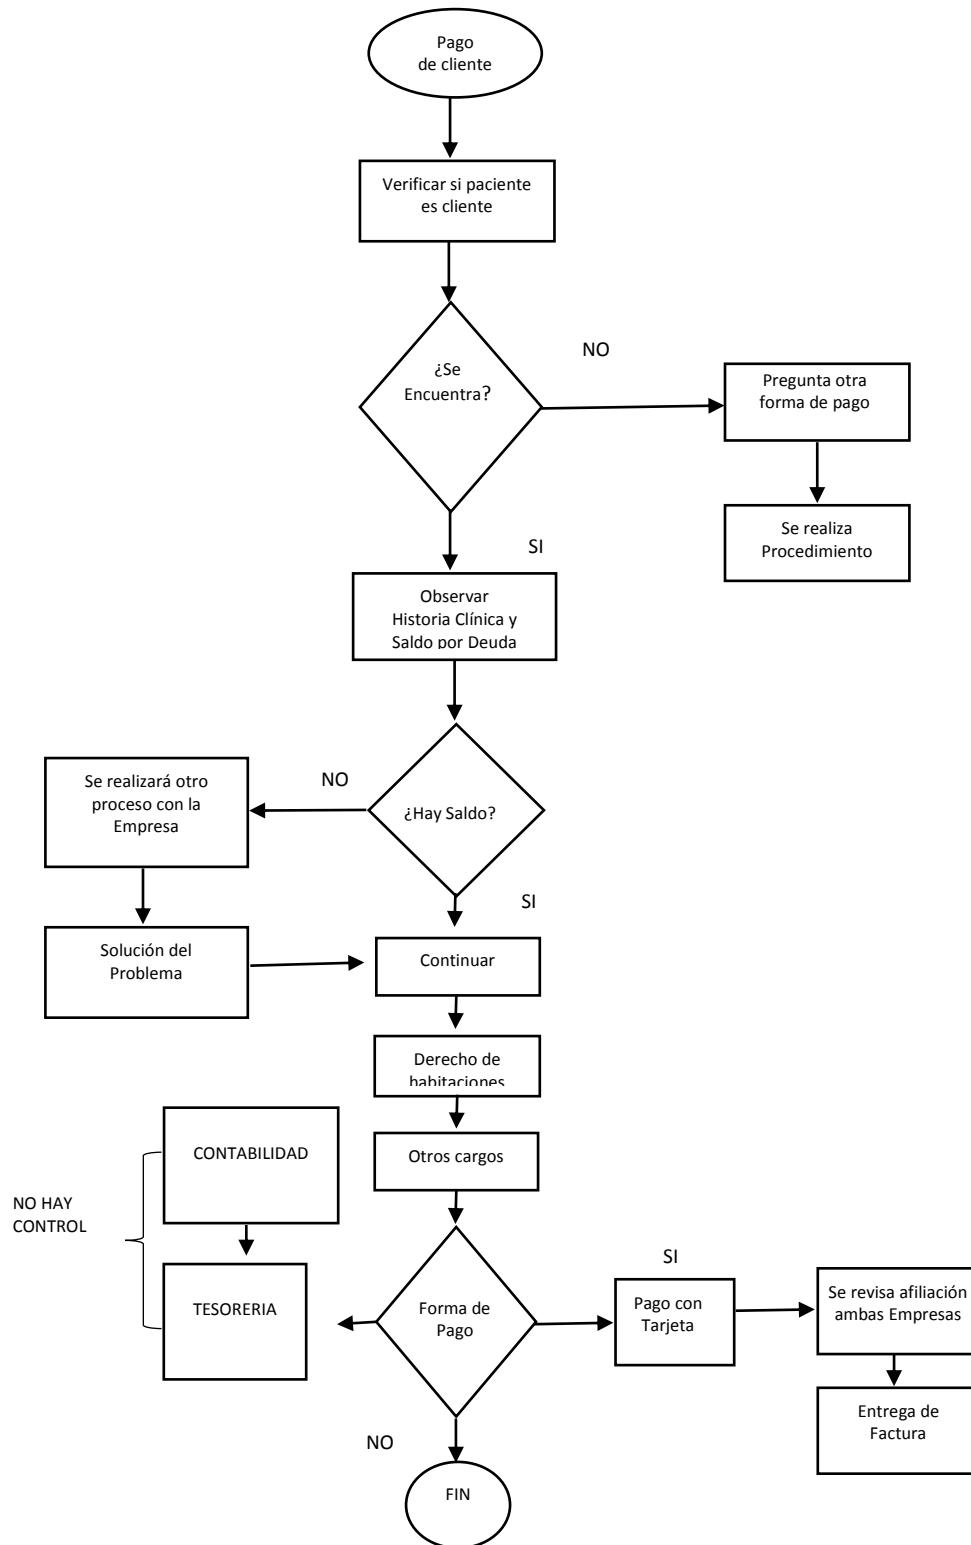 Pago
de cliente
Verificar si paciente
es cliente
¿Se
Encuentra?
NO
Pregunta otra
forma de pago
Se realiza
Procedimiento
SI
Observar
Historia Clínica y
Saldo por Deuda
¿Hay Saldo?
NO
Se realizará otro
proceso con la
Empresa
Solución del
Problema
SI
Continuar
Derecho de
habitaciones
Otros cargos
CONTABILIDAD
NO HAY
CONTROL
TESORERIA
Forma de
Pago
SI
Pago con
Tarjeta
Se revisa afiliación
ambas Empresas
Entrega de
Factura
NO
FIN